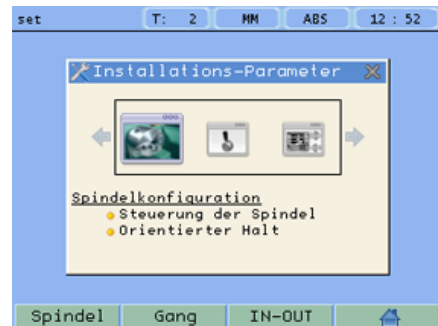 set T: 2 MM ABS 12 : 52
Installations-Parameter
Spindelkonfiguration
Steuerung der Spindel
Orientierter Halt
Spindel Gang IN-OUT